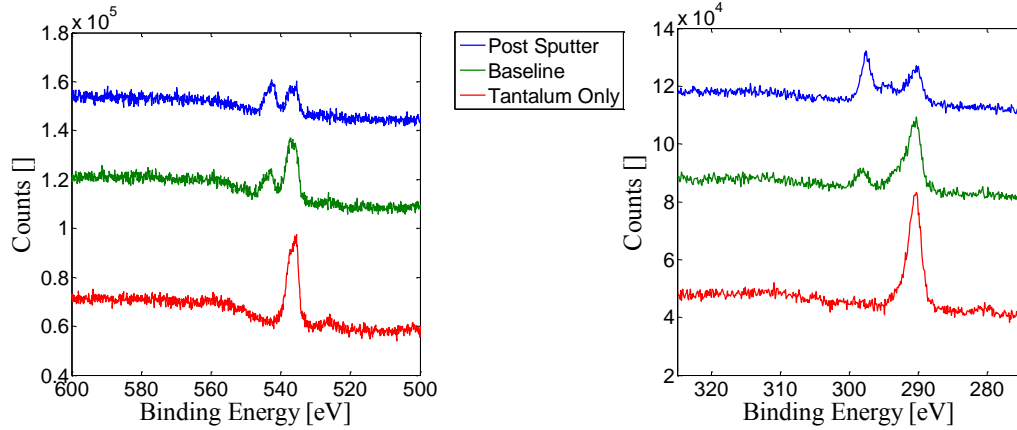 x 10^5
1.8
1.6
1.4
1.2
1
0.8
0.6
0.4
600 580 560 540 520 500
Binding Energy [eV]
Counts []
Post Sputter
Baseline
Tantalum Only
x 10^4
14
12
10
8
6
4
2
320 310 300 290 280
Binding Energy [eV]
Counts []